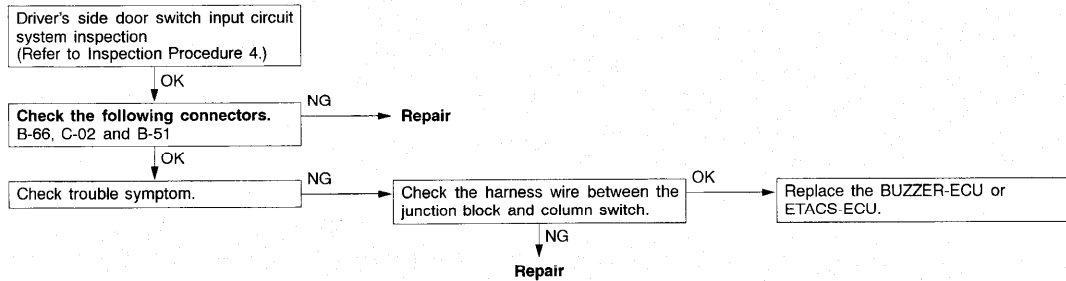 Driver's side door switch input circuit
system inspection
(Refer to Inspection Procedure 4.)
OK
Check the following connectors.
B-66, C-02 and B-51
NG
Repair
OK
Check trouble symptom.
NG
Check the harness wire between the
junction block and column switch.
OK
Replace the BUZZER-ECU or
ETACS-ECU.
NG
Repair